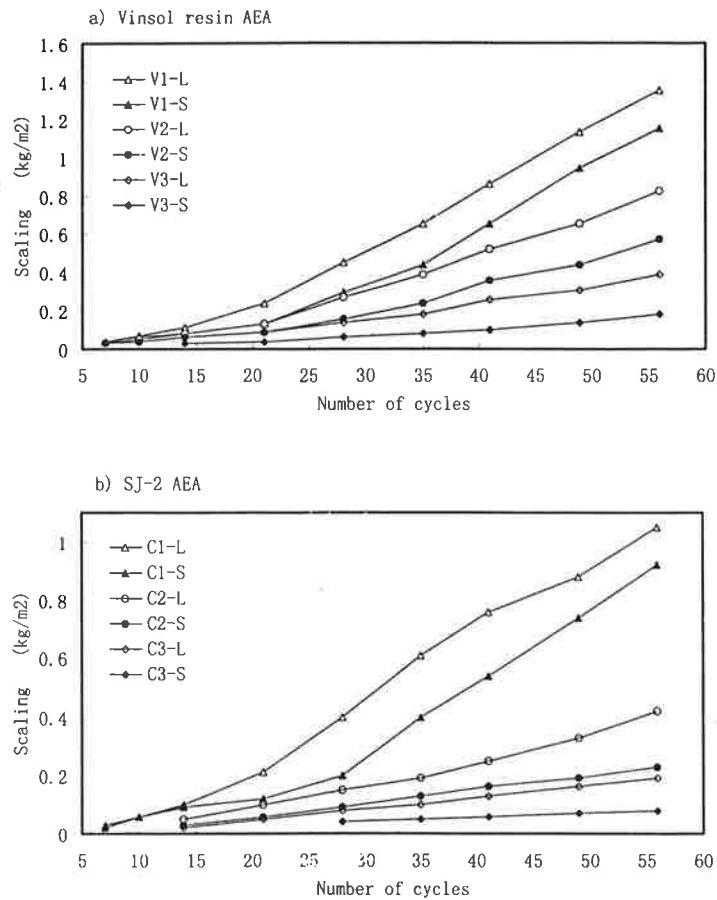 a) Vinsol resin AEA
1.6
1.4
1.2
1
0.8
0.6
0.4
0.2
0
Scaling (kg/m2)
V1-L
V1-S
V2-L
V2-S
V3-L
V3-S
5 10 15 20 25 30 35 40 45 50 55 60
Number of cycles
b) SJ-2 AEA
1
0.8
0.6
0.4
0.2
0
Scaling (kg/m2)
C1-L
C1-S
C2-L
C2-S
C3-L
C3-S
5 10 15 20 25 30 35 40 45 50 55 60
Number of cycles